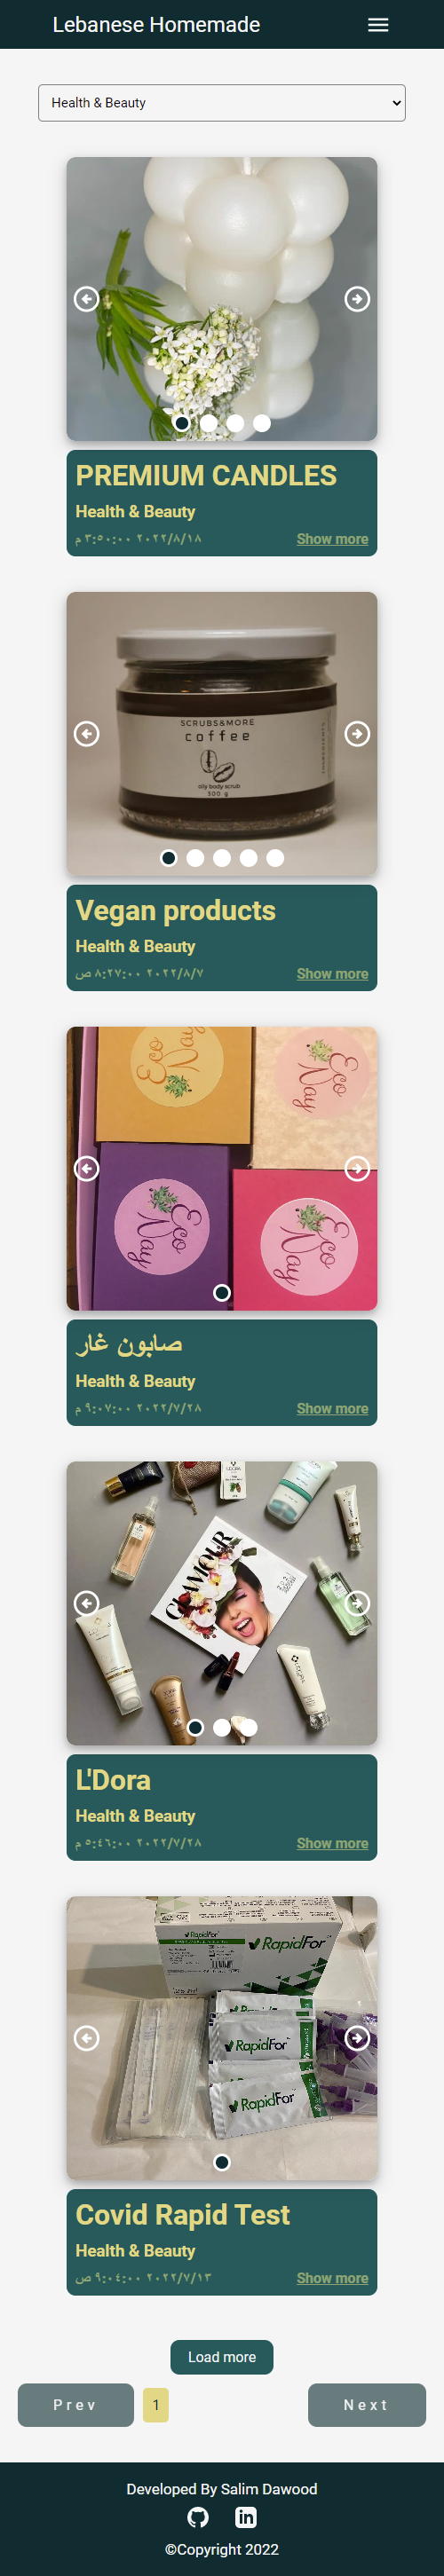 Lebanese Homemade
Health & Beauty
PREMIUM CANDLES
Health & Beauty
٢٠٢٢/٨/١٨ ٣:٥٠:٠٠ م
Show more
SCRUBS&MORE
coffee
oily body scrub
300 g
Vegan products
Health & Beauty
٢٠٢٢/٨/٧ ٨:٢٧:٠٠ ص
Show more
Eco Nay
Eco Nay
Eco Nay
Eco Nay
صابون غار
Health & Beauty
٢٠٢٢/٧/٢٨ ٩:٠٧:٠٠ م
Show more
GLAMOUR
L'Dora
Health & Beauty
٢٠٢٢/٧/٢٨ ٥:٤٦:٠٠ م
Show more
RapidFor
RapidFor
RapidFor
RapidFor
Covid Rapid Test
Health & Beauty
٢٠٢٢/٧/١٣ ٩:٠٤:٠٠ ص
Show more
Load more
Prev
1
Next
Developed By Salim Dawood
©Copyright 2022